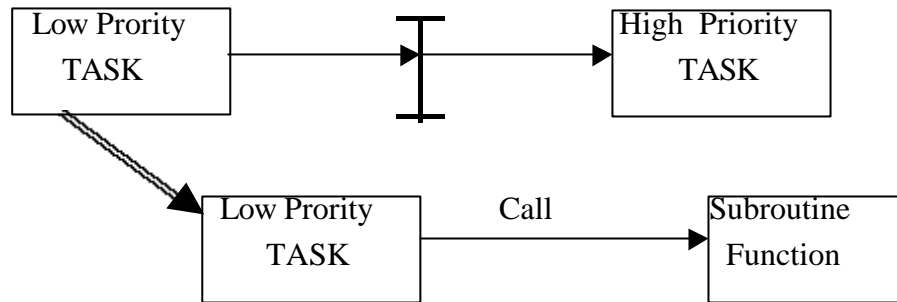 Low Prority
TASK
High Priority
TASK
Low Prority
TASK
Call
Subroutine
Function